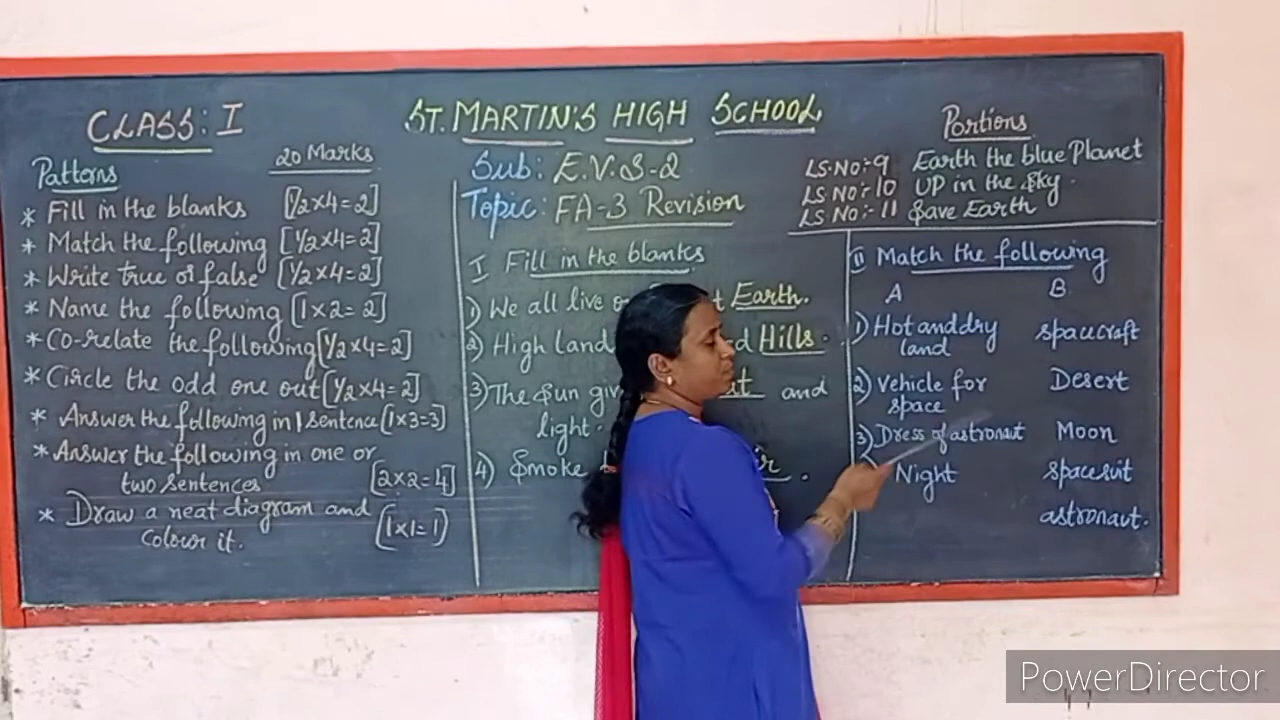 CLASS: I
ST. MARTIN'S HIGH SCHOOL
Sub: E.V.S-2
Topic: FA-3 Revision
Portions
LS.NO:-9 Earth the blue Planet
LS NO:-10 UP in the Sky
LS NO:-11 Save Earth
Pattorns 20 Marks
* Fill in the blanks [1/2x4=2]
* Match the following [1/2x4=2]
* Write true or false [1/2x4=2]
* Name the following [1x2=2]
* Co-relate the following [1/2x4=2]
* Circle the odd one out [1/2x4=2]
* Answer the following in 1 sentence [1x3=3]
* Answer the following in one or
two sentences [2x2=4]
* Draw a neat diagram and
Colour it. (1x1=1)
I Fill in the blanks
1) We all live Earth.
2) High land Hills.
3) The Sun and
light.
4) Smoke
II Match the following
A B
1) Hot and dry spacecraft
land
2) Vehicle for Desert
space
3) Dress of astronaut Moon
Night spacesuit
astronaut.
PowerDirector